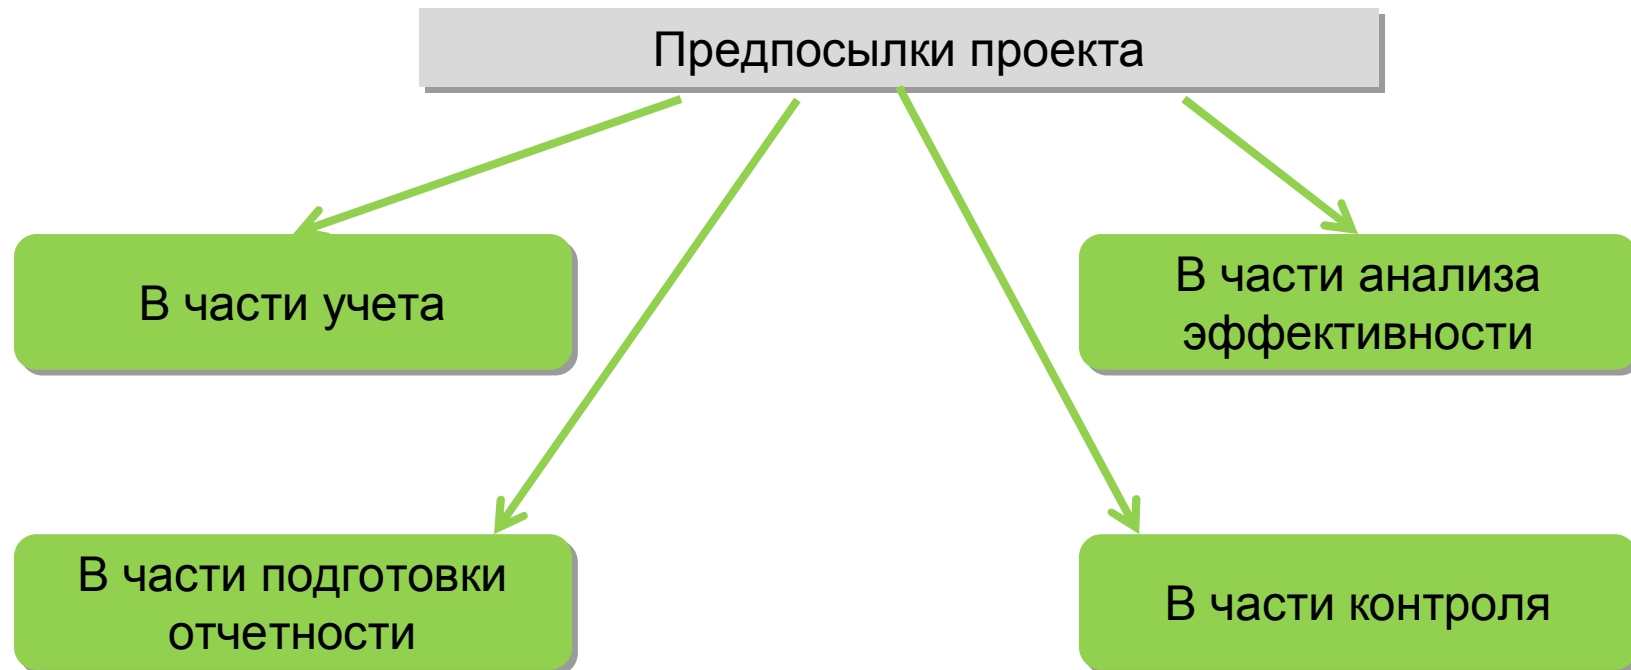 Предпосылки проекта
В части учета
В части анализа
эффективности
В части подготовки
отчетности
В части контроля